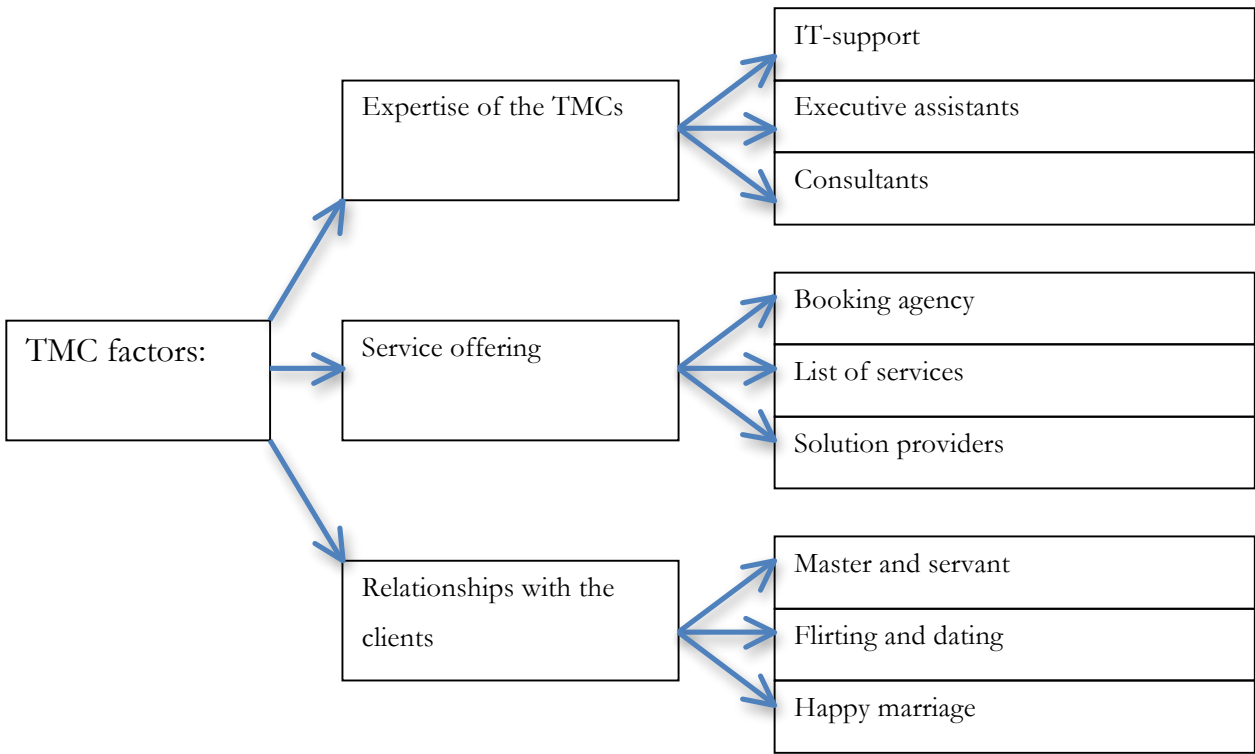 TMC factors:
Expertise of the TMCs
IT-support
Executive assistants
Consultants
Service offering
Booking agency
List of services
Solution providers
Relationships with the
clients
Master and servant
Flirting and dating
Happy marriage